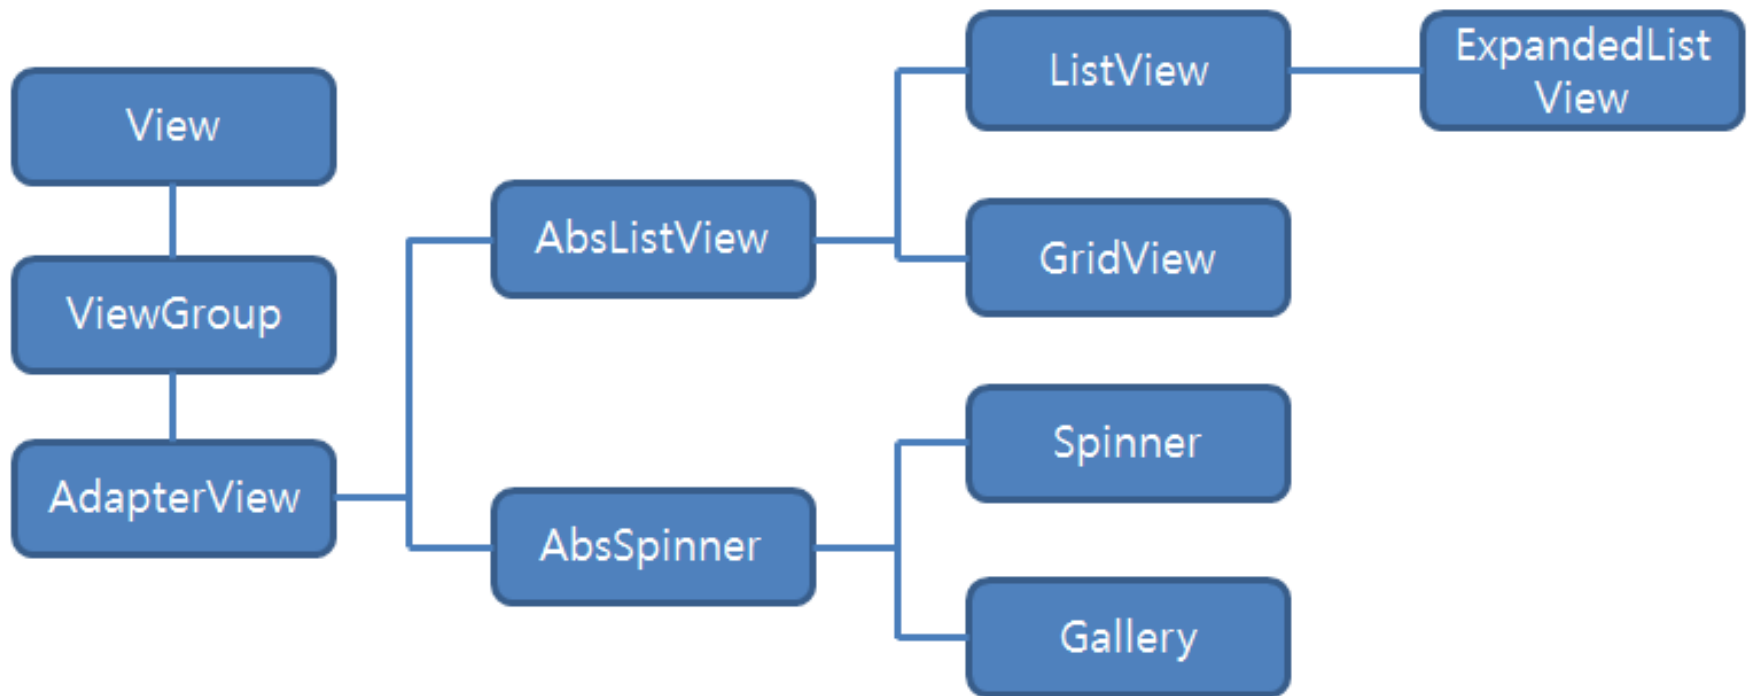 View
ViewGroup
AdapterView
AbsListView
AbsSpinner
ListView
GridView
Spinner
Gallery
ExpandedList
View